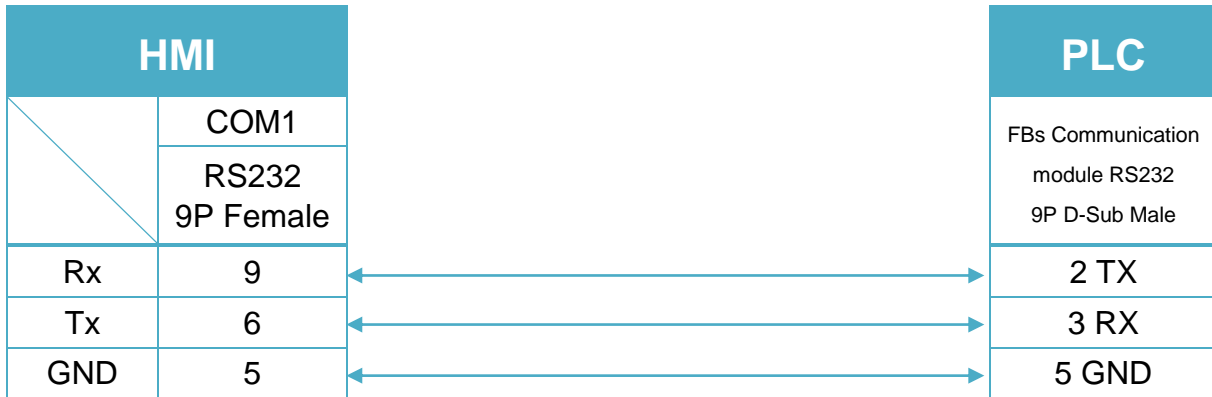 HMI
PLC
COM1
RS232
9P Female
FBs Communication
module RS232
9P D-Sub Male
Rx 9 2 TX
Tx 6 3 RX
GND 5 5 GND